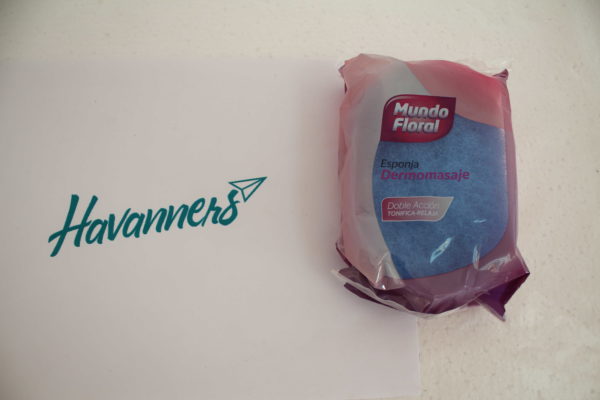 Havanners
Mundo
Floral
Esponja
Dermomasaje
Doble Acción
TONIFICA-RELAJA